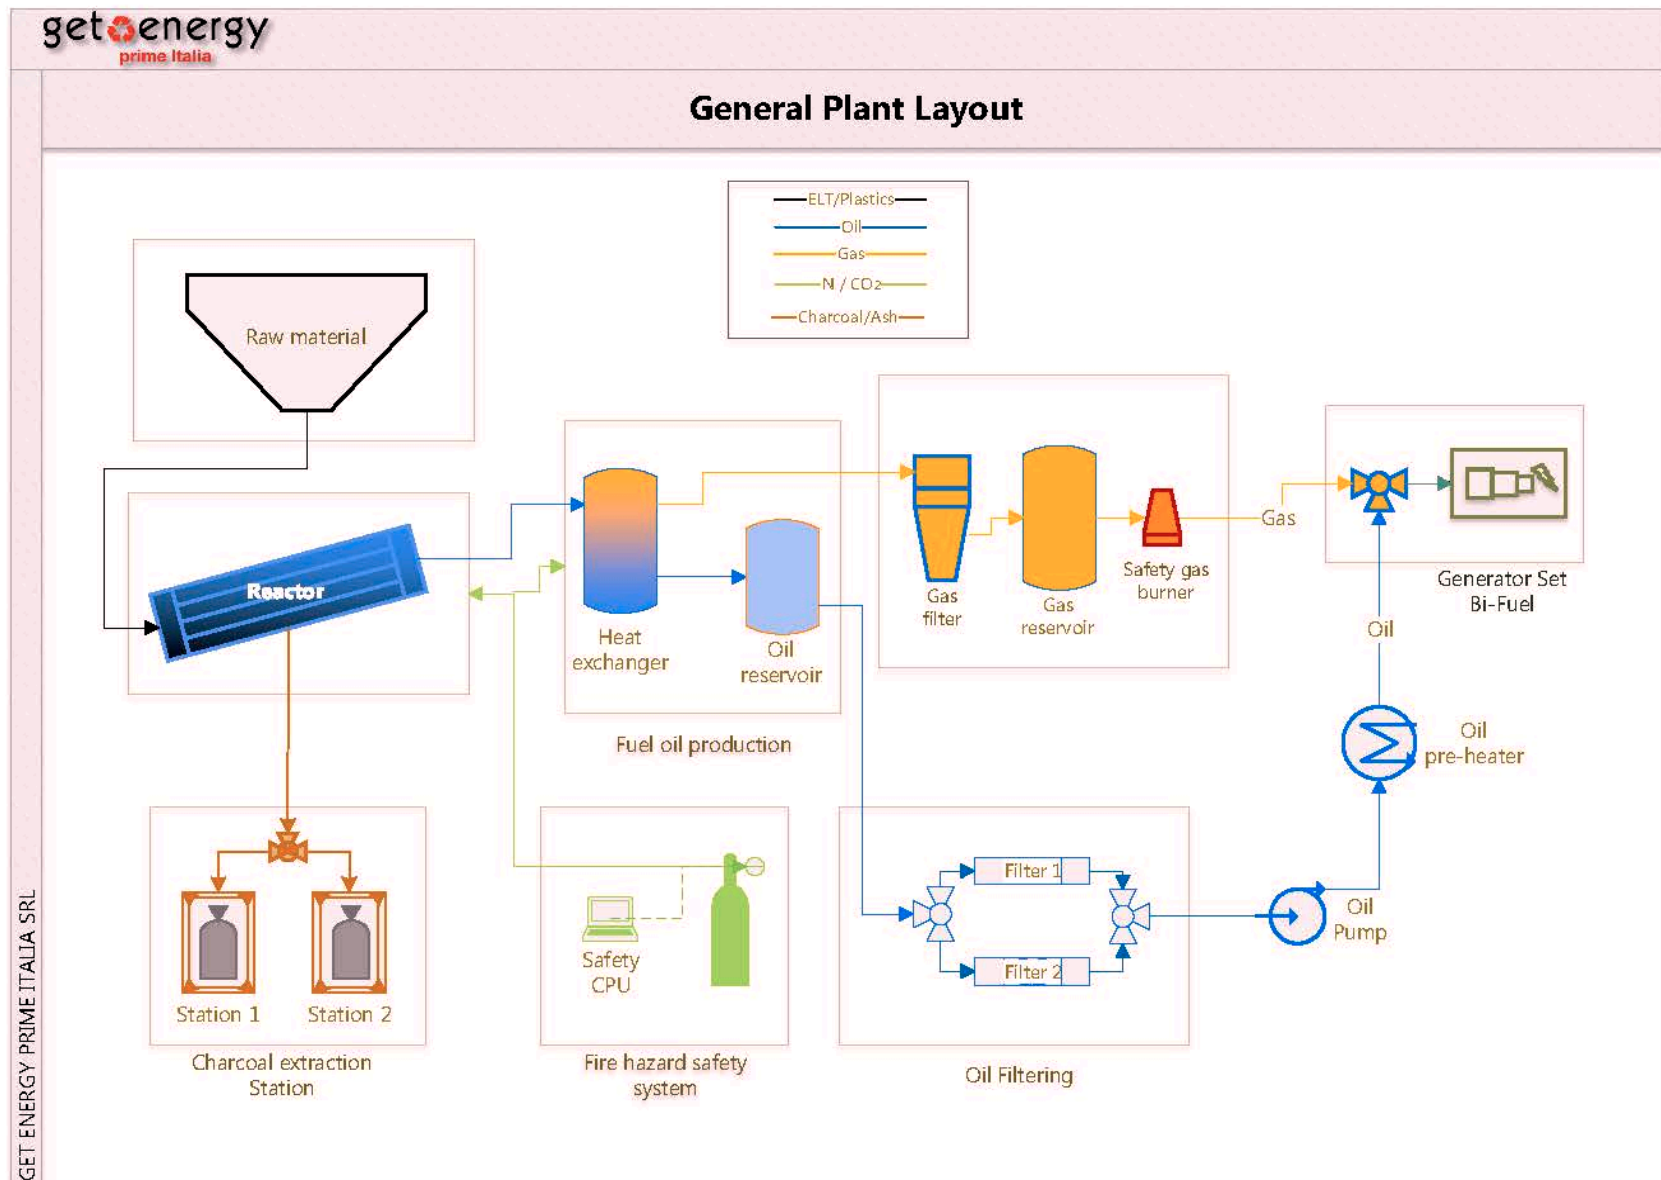 get energy
prime Italia
General Plant Layout
ELT/Plastics
Oil
Gas
N / CO2
Charcoal/Ash
Raw material
Reactor
Heat
exchanger
Oil
reservoir
Fuel oil production
Gas
filter
Gas
reservoir
Safety gas
burner
Gas
Generator Set
Bi-Fuel
Oil
Oil
pre-heater
Oil
Pump
Filter 1
Filter 2
Oil Filtering
Safety
CPU
Fire hazard safety
system
Station 1
Station 2
Charcoal extraction
Station
GET ENERGY PRIME ITALIA SRL